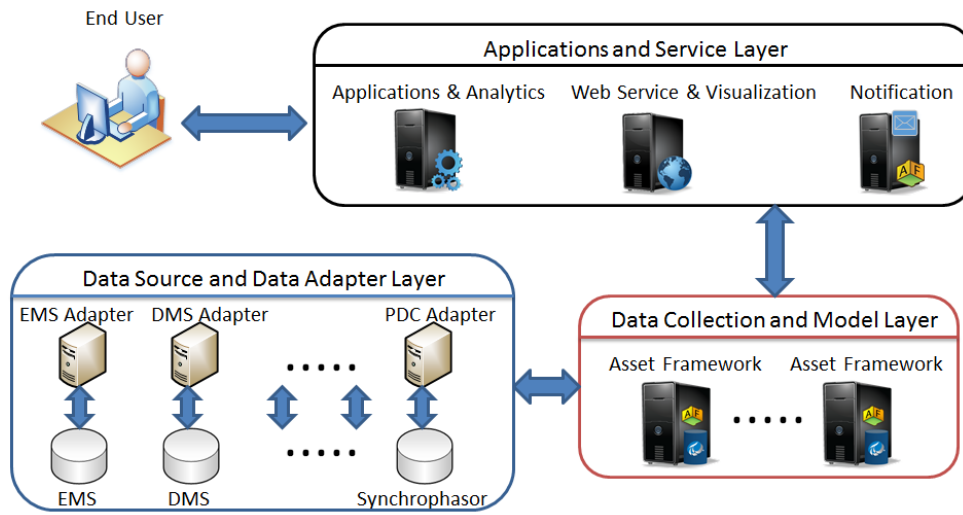 End User
Applications and Service Layer
Applications & Analytics
Web Service & Visualization
Notification
A F
Data Source and Data Adapter Layer
EMS Adapter
DMS Adapter
PDC Adapter
EMS
DMS
Synchrophasor
Data Collection and Model Layer
Asset Framework
Asset Framework
A F
A F